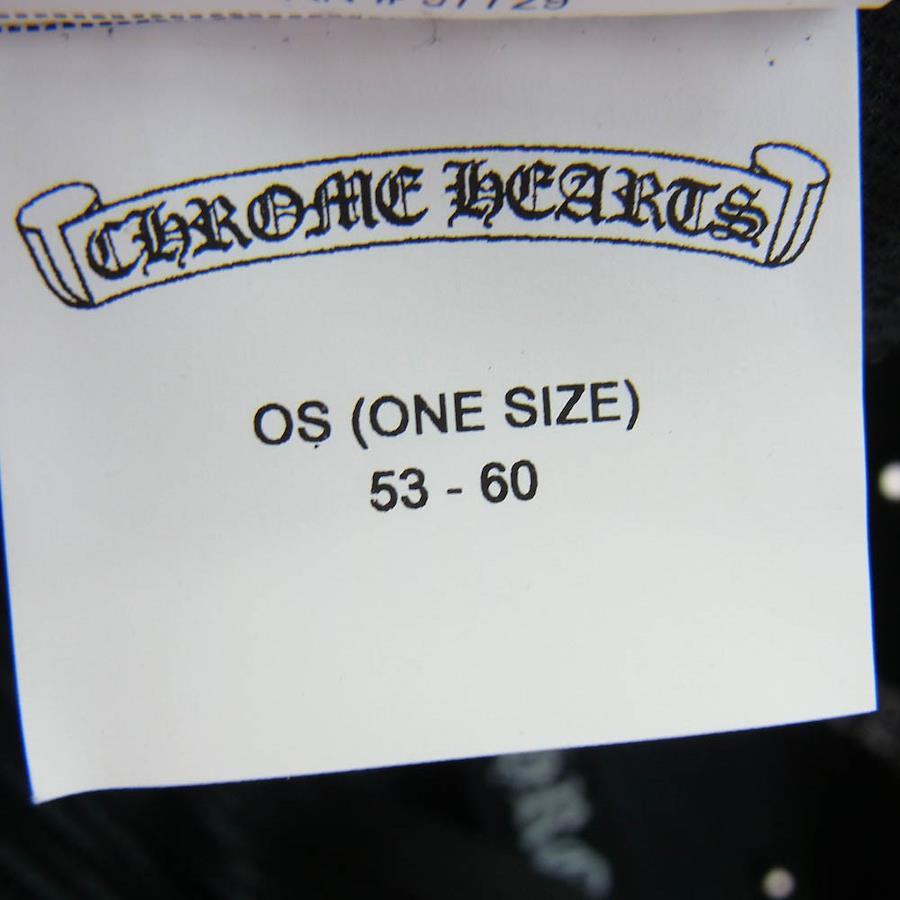 CHROME HEARTS
OS (ONE SIZE)
53 - 60